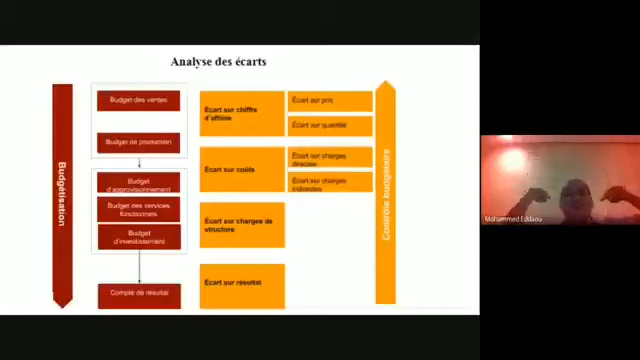 Analyse des écarts
Budgétisation
Budget des ventes
Budget de production
Budget
d'approvisionnement
Budget des services
fonctionnels
Budget
d'investissement
Compte de résultat
Écart sur chiffre
d'affaire
Écart sur prix
Écart sur quantité
Écart sur coûts
Écart sur charges
directes
Écart sur charges
indirectes
Écart sur charges de
structure
Écart sur résultat
Contrôle budgétaire
Mohammed Eddaou